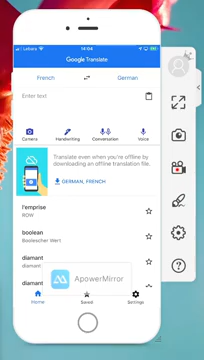 14:04
Google Translate
French
German
Enter text
Camera
Handwriting
Conversation
Voice
Translate even when you're offline by
downloading an offline translation file.
GERMAN, FRENCH
l'emprise
ROW
boolean
Boolescher Wert
diamant
diamant
diamant
ApowerMirror
Home
Saved
Settings